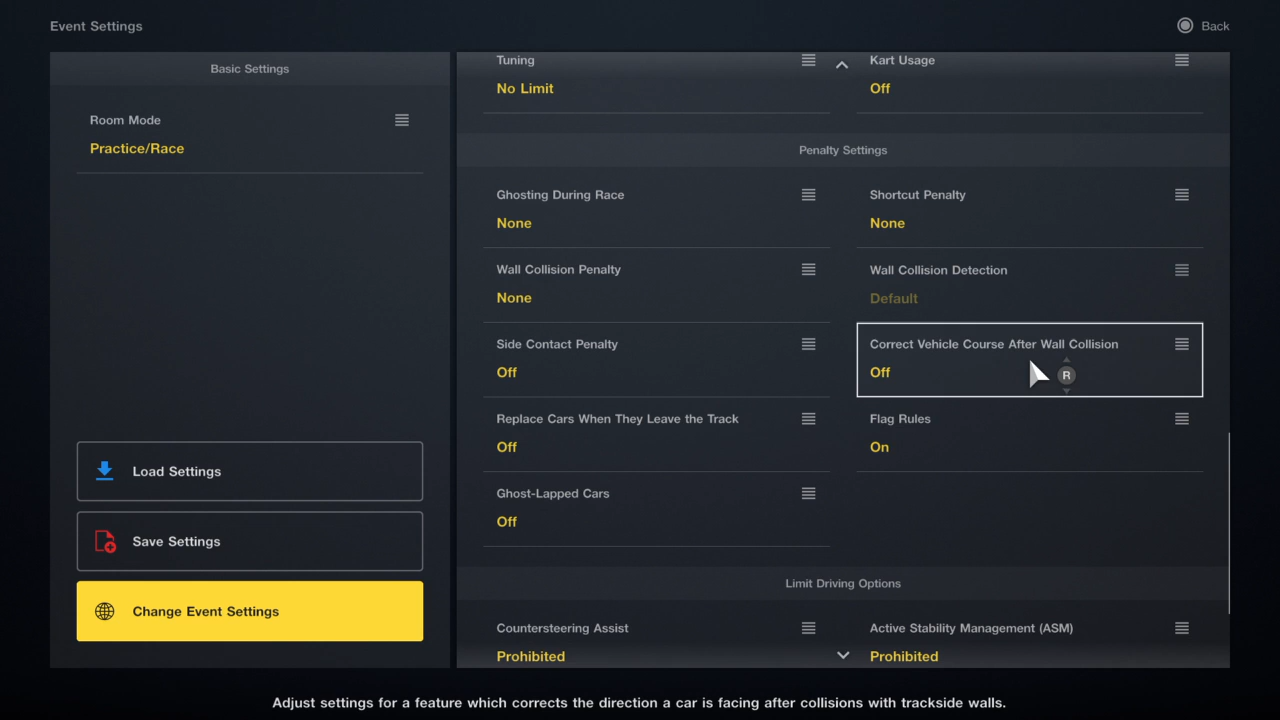 Event Settings
Back
Basic Settings
Room Mode
Practice/Race
Load Settings
Save Settings
Change Event Settings
Tuning
No Limit
Kart Usage
Off
Penalty Settings
Ghosting During Race
None
Shortcut Penalty
None
Wall Collision Penalty
None
Wall Collision Detection
Default
Side Contact Penalty
Off
Correct Vehicle Course After Wall Collision
Off
R
Replace Cars When They Leave the Track
Off
Flag Rules
On
Ghost-Lapped Cars
Off
Limit Driving Options
Countersteering Assist
Prohibited
Active Stability Management (ASM)
Prohibited
Adjust settings for a feature which corrects the direction a car is facing after collisions with trackside walls.